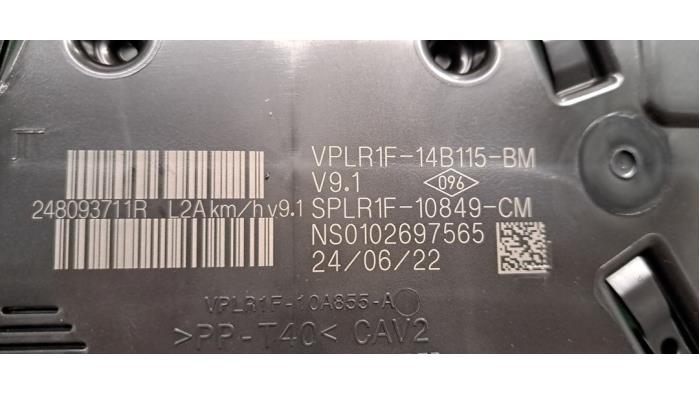 VPLR1F-14B115-BM
V9.1 096
248093711R L2A km/h v9.1 SPLR1F-10849-CM
NS0102697565
24/06/22
VPLR1F-10A855-A
>PP-T40< CAV2